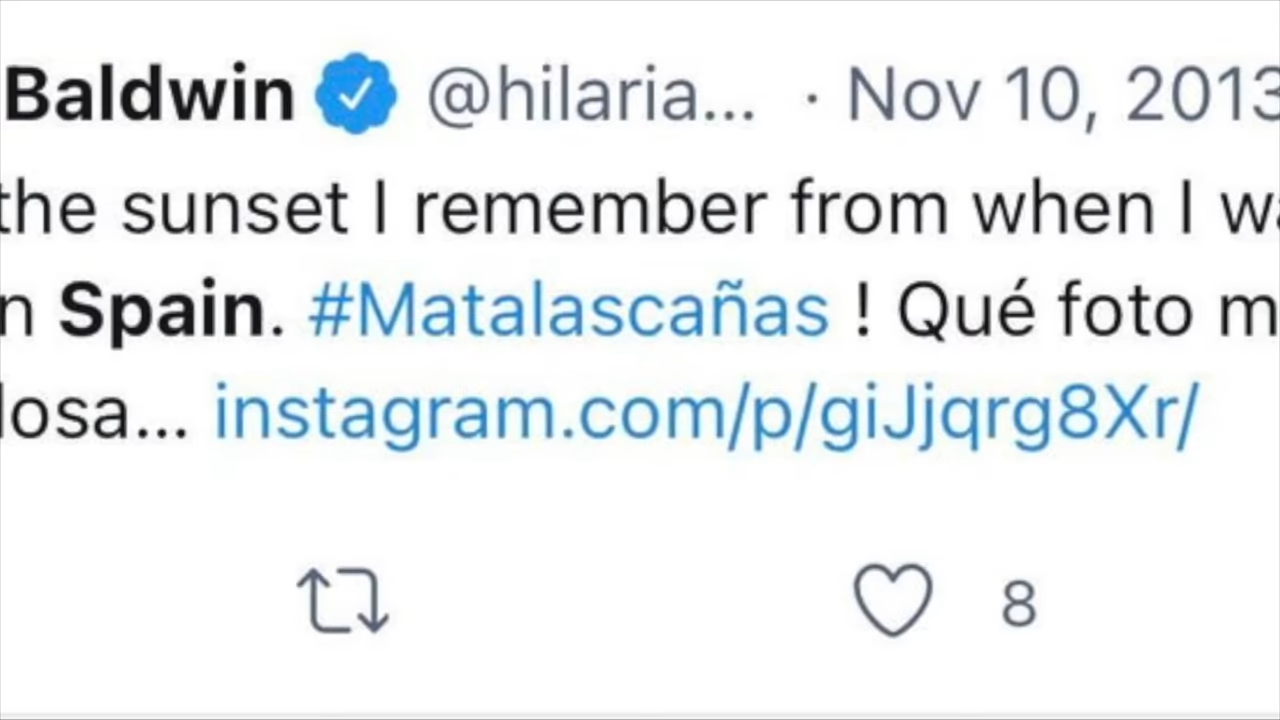 Baldwin @hilaria... · Nov 10, 2013
the sunset I remember from when I wa
n Spain. #Matalascañas ! Qué foto m
losa... instagram.com/p/giJjqrg8Xr/
8